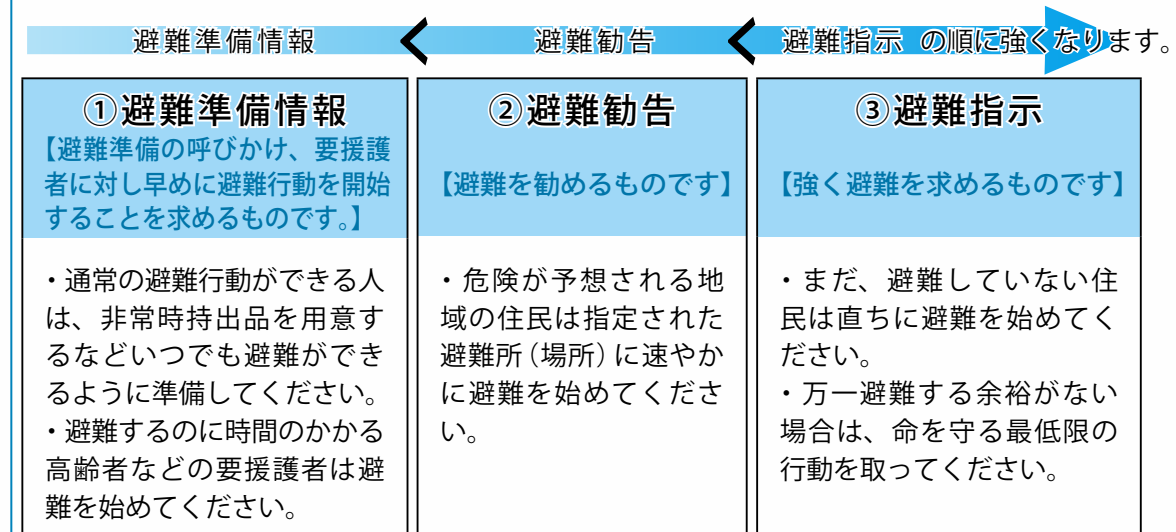 避難準備情報 < 避難勧告 < 避難指示 の順に強くなります。
①避難準備情報
【避難準備の呼びかけ、要援護
者に対し早めに避難行動を開始
することを求めるものです。】
・通常の避難行動ができる人
は、非常時持出品を用意す
るなどいつでも避難ができ
るように準備してください。
・避難するのに時間のかかる
高齢者などの要援護者は避
難を始めてください。
②避難勧告
【避難を勧めるものです】
・危険が予想される地
域の住民は指定された
避難所(場所)に速やか
に避難を始めてくださ
い。
③避難指示
【強く避難を求めるものです】
・まだ、避難していない住
民は直ちに避難を始めてく
ださい。
・万一避難する余裕がない
場合は、命を守る最低限の
行動を取ってください。